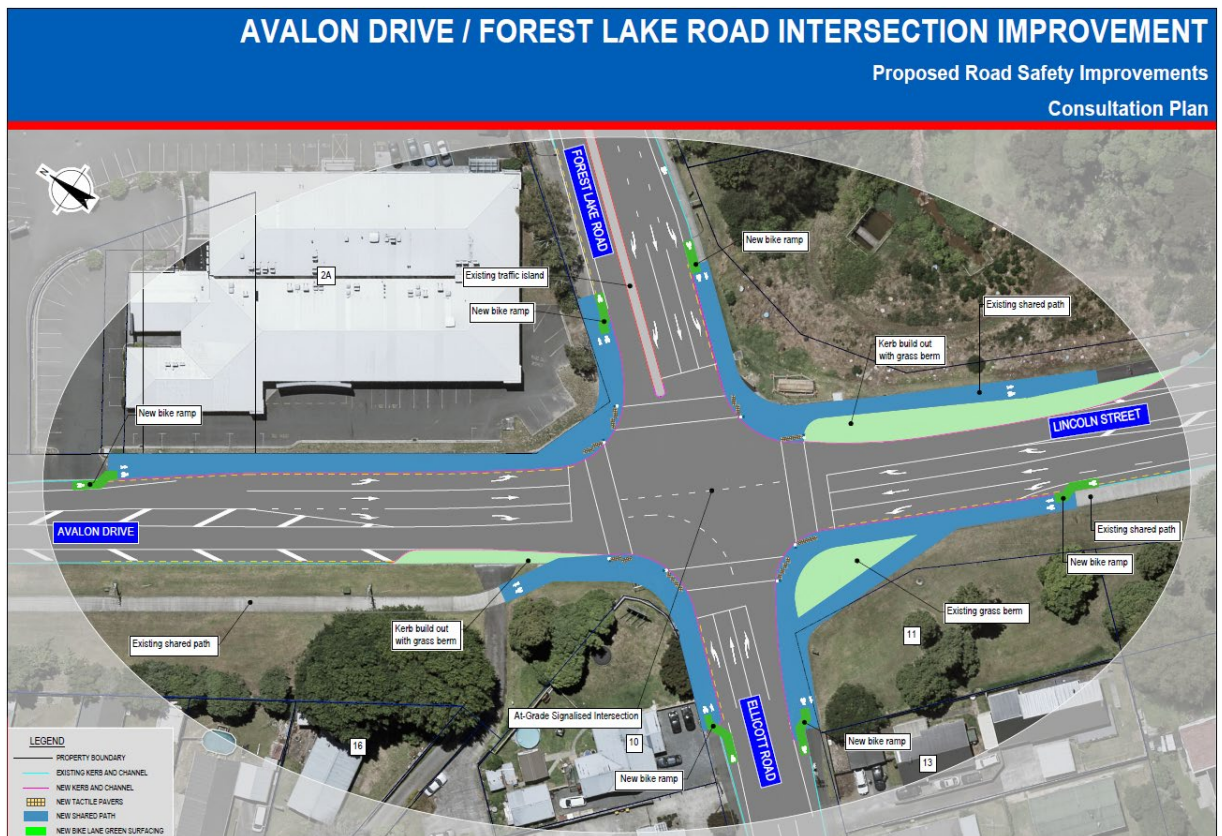 AVALON DRIVE / FOREST LAKE ROAD INTERSECTION IMPROVEMENT
Proposed Road Safety Improvements
Consultation Plan
N
FOREST LAKE ROAD
New bike ramp
2A
Existing traffic island
New bike ramp
Existing shared path
Kerb build out
with grass berm
New bike ramp
LINCOLN STREET
AVALON DRIVE
Existing shared path
New bike ramp
Existing shared path
Kerb build out
with grass berm
Existing grass berm
11
At-Grade Signalised Intersection
ELLICOTT ROAD
16
10
New bike ramp
13
New bike ramp
LEGEND
PROPERTY BOUNDARY
EXISTING KERB AND CHANNEL
NEW KERB AND CHANNEL
NEW TACTILE PAVERS
NEW SHARED PATH
NEW BIKE LANE GREEN SURFACING